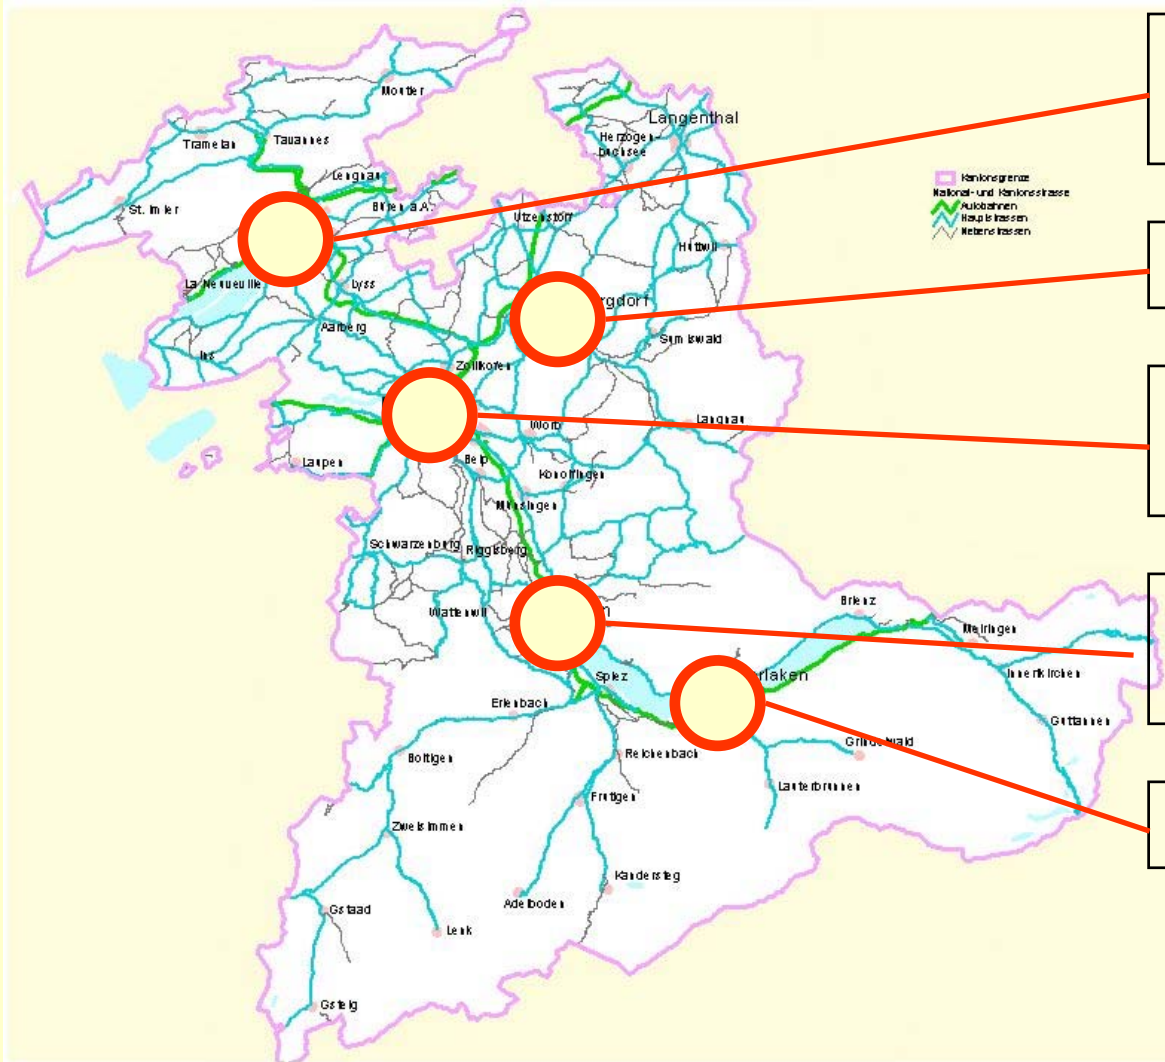 Moutier
Langenthal
Tramelan
Tavannes
Herzogen-
buchsee
Lengnau
Kantonsgrenze
National- und Kantonsstrasse
Autobahnen
Hauptstrassen
Nebenstrassen
St. Imier
Büren a.A.
Utzenstorf
Huttwil
La Neuveville
Lyss
rgdorf
Aarberg
Sumiswald
Ins
Zollikofen
Langnau
Worb
Laupen
Belp
Konolfingen
Münsingen
Schwarzenburg
Riggisberg
Wattenwil
n
Brienz
Meiringen
Innertkirchen
Spiez
erlaken
Erlenbach
Guttannen
Boltigen
Reichenbach
Grindelwald
Lauterbrunnen
Frutigen
Zweisimmen
Kandersteg
Adelboden
Gstaad
Lenk
Gsteig